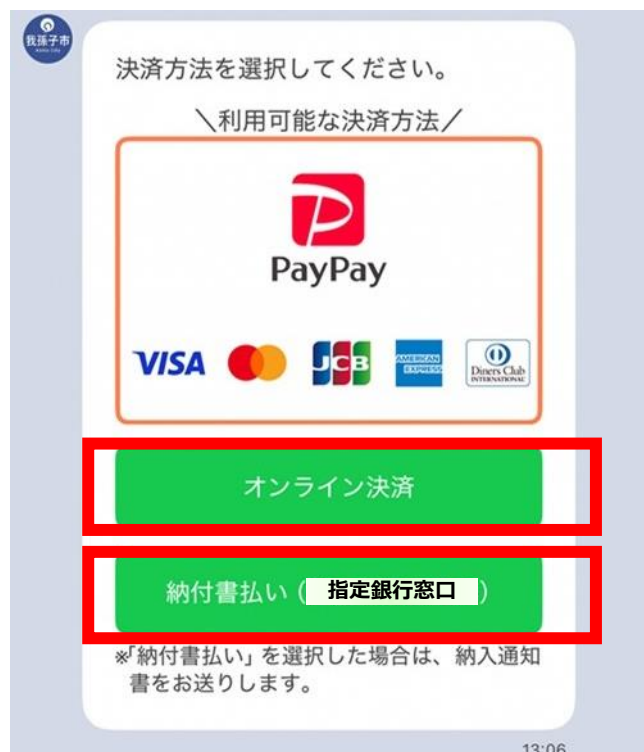 我孫子市
決済方法を選択してください。
＼利用可能な決済方法／
PayPay
VISA
JCB
AMERICAN
EXPRESS
Diners Club
INTERNATIONAL
オンライン決済
納付書払い（指定銀行窓口）
※「納付書払い」を選択した場合は、納入通知
書をお送りします。
13:06